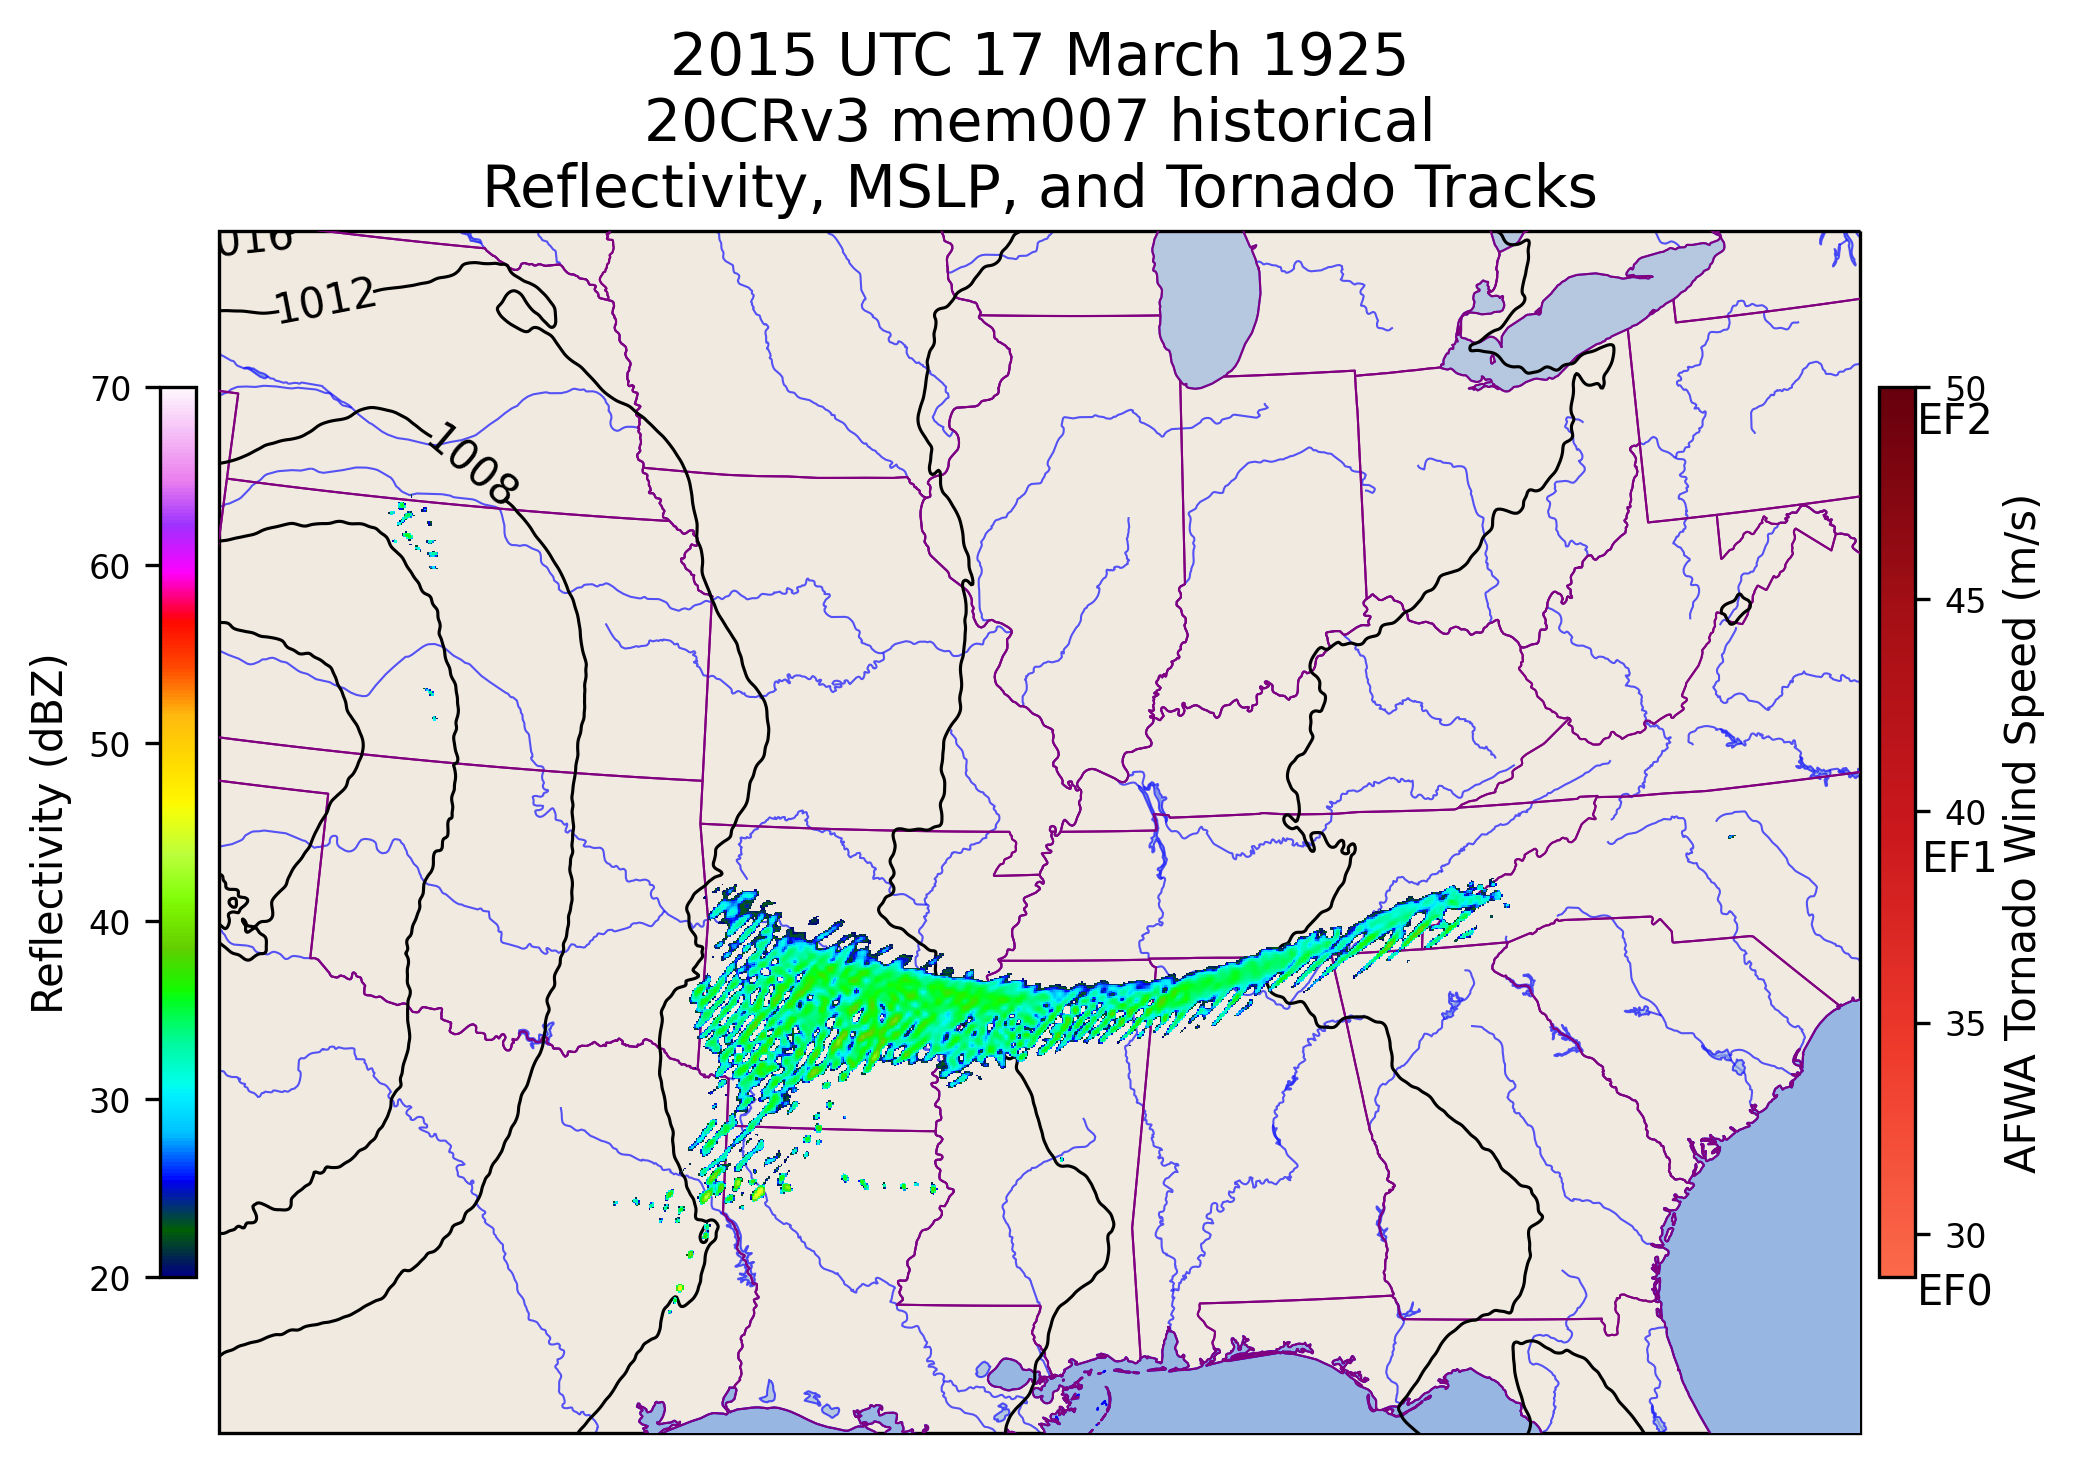 2015 UTC 17 March 1925
20CRv3 mem007 historical
Reflectivity, MSLP, and Tornado Tracks
016
1012
1008
70
60
50
40
30
20
Reflectivity (dBZ)
50
EF2
45
40
EF1
35
30
EF0
AFWA Tornado Wind Speed (m/s)